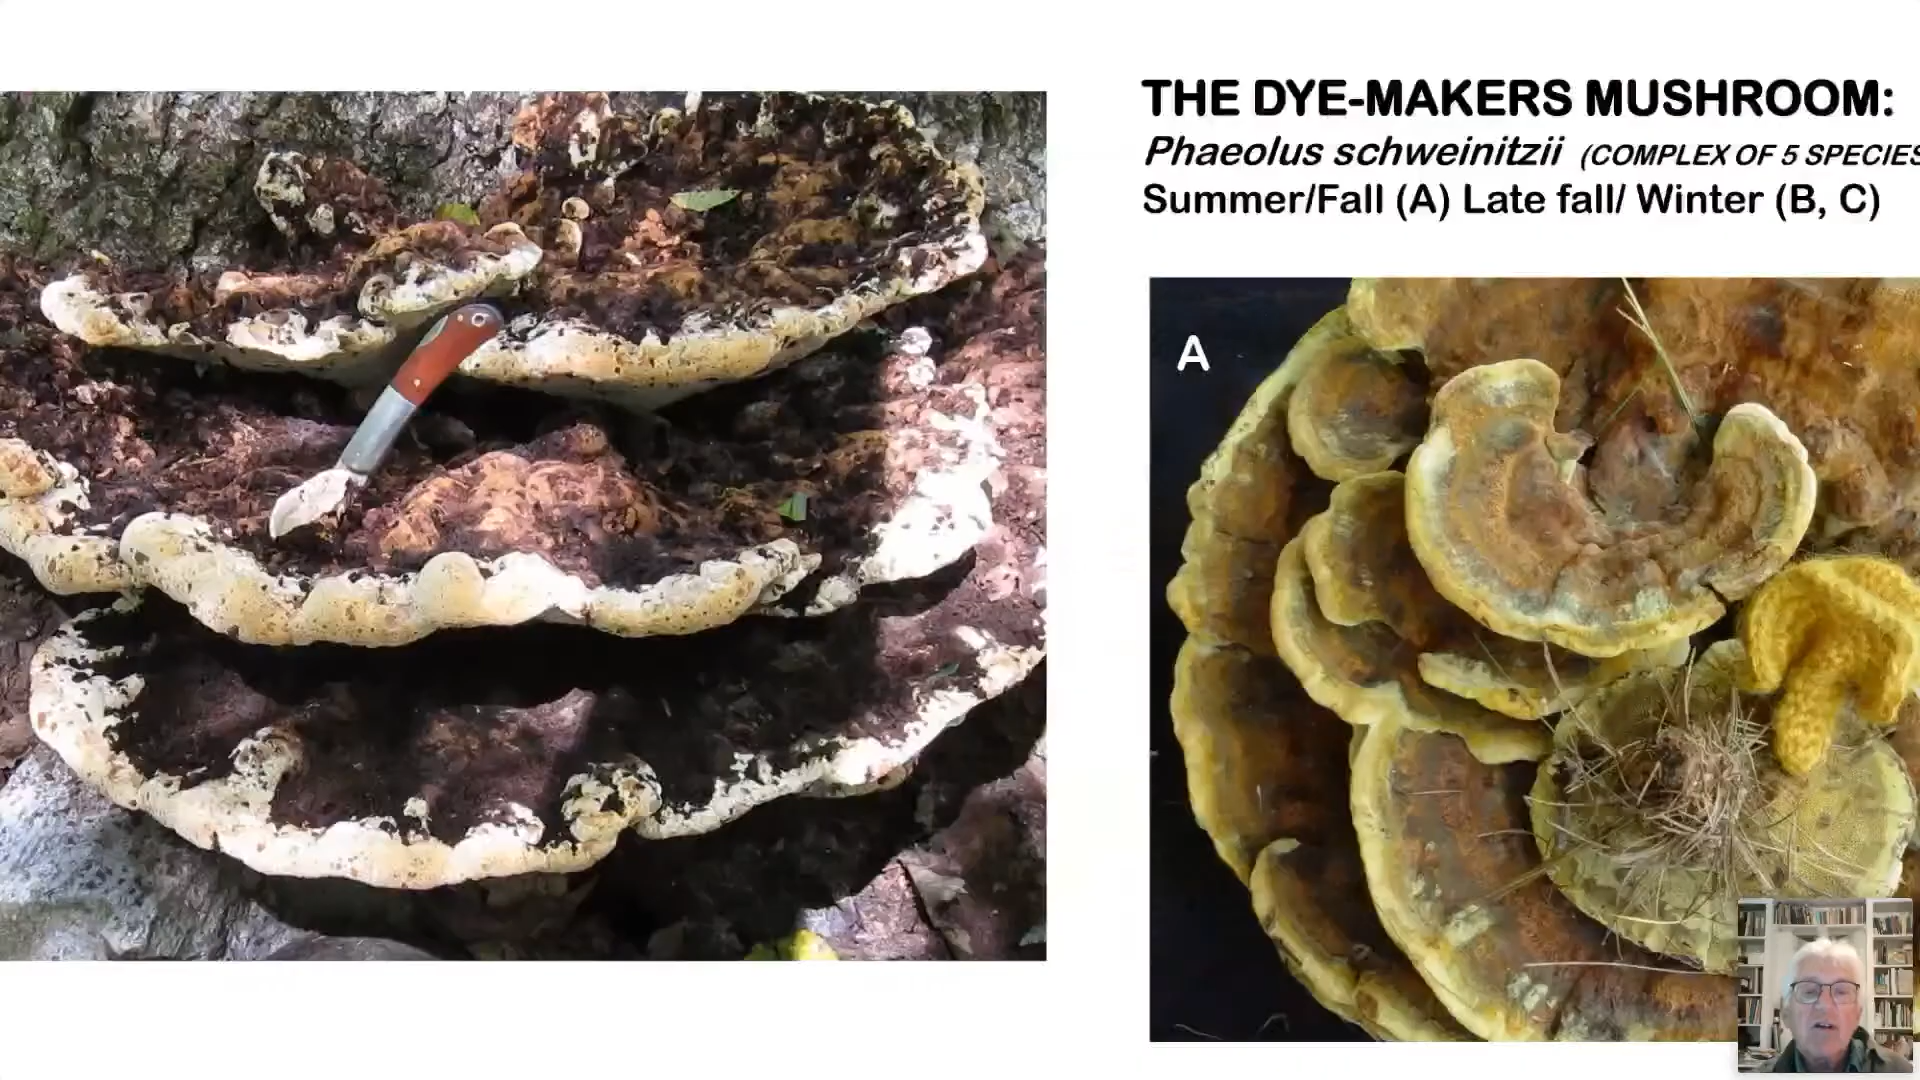 THE DYE-MAKERS MUSHROOM:
Phaeolus schweinitzii (COMPLEX OF 5 SPECIES
Summer/Fall (A) Late fall/ Winter (B, C)
A